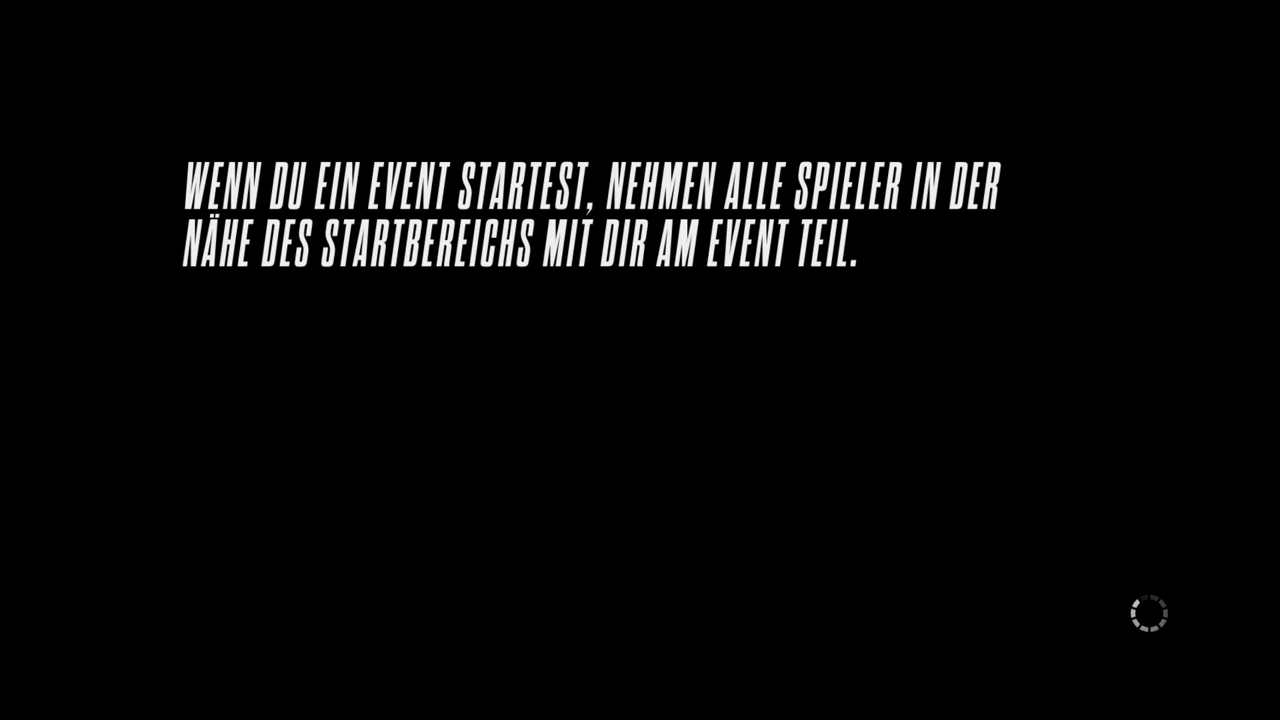 WENN DU EIN EVENT STARTEST, NEHMEN ALLE SPIELER IN DER
NÄHE DES STARTBEREICHS MIT DIR AM EVENT TEIL.